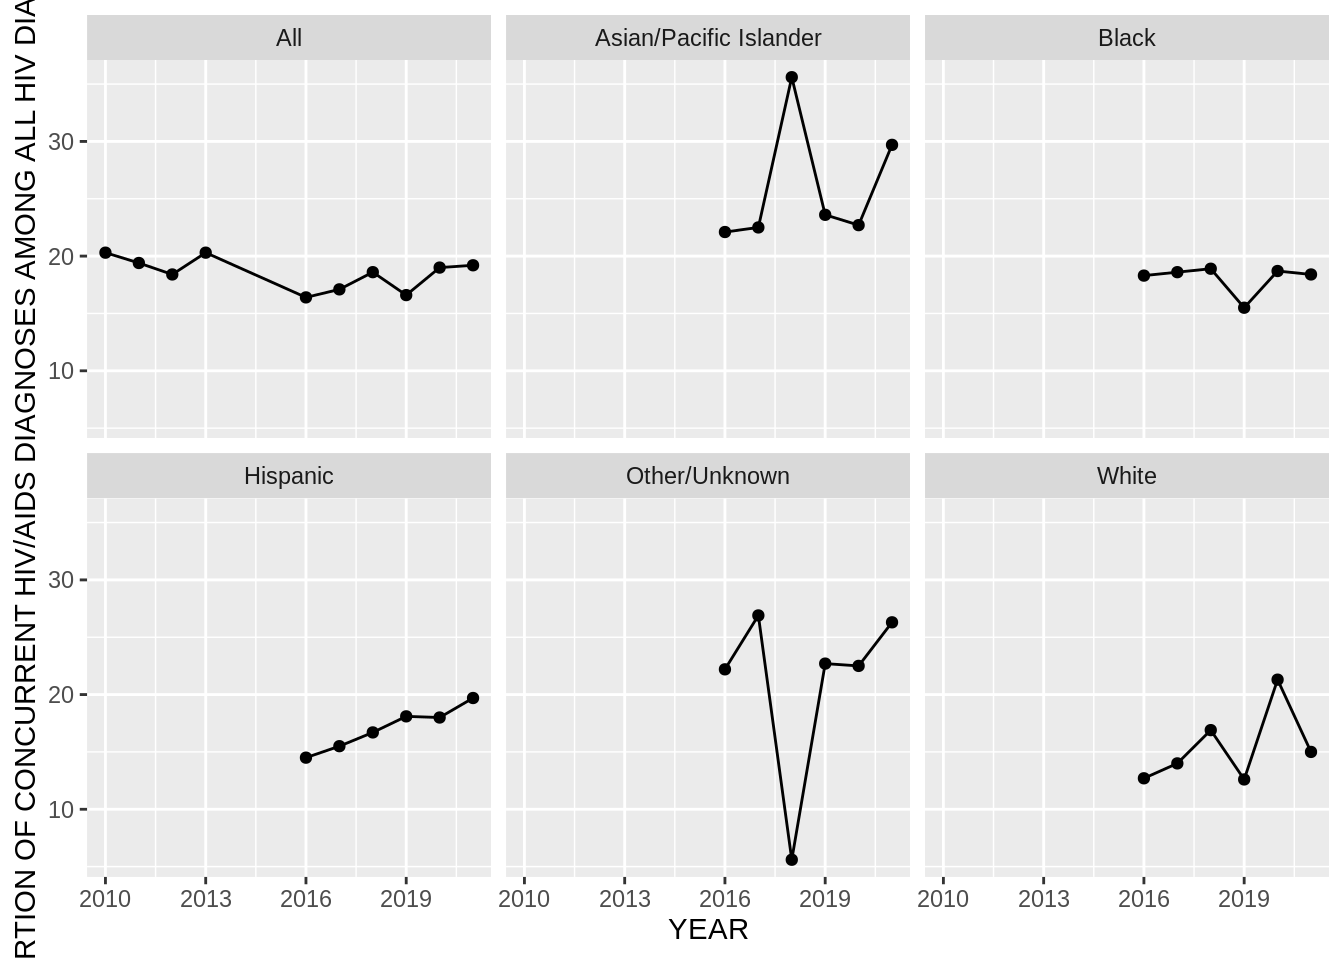 RTION OF CONCURRENT HIV/AIDS DIAGNOSES AMONG ALL HIV DIA
All
Asian/Pacific Islander
Black
30
20
10
Hispanic
Other/Unknown
White
30
20
10
2010 2013 2016 2019 2010 2013 2016 2019 2010 2013 2016 2019
YEAR